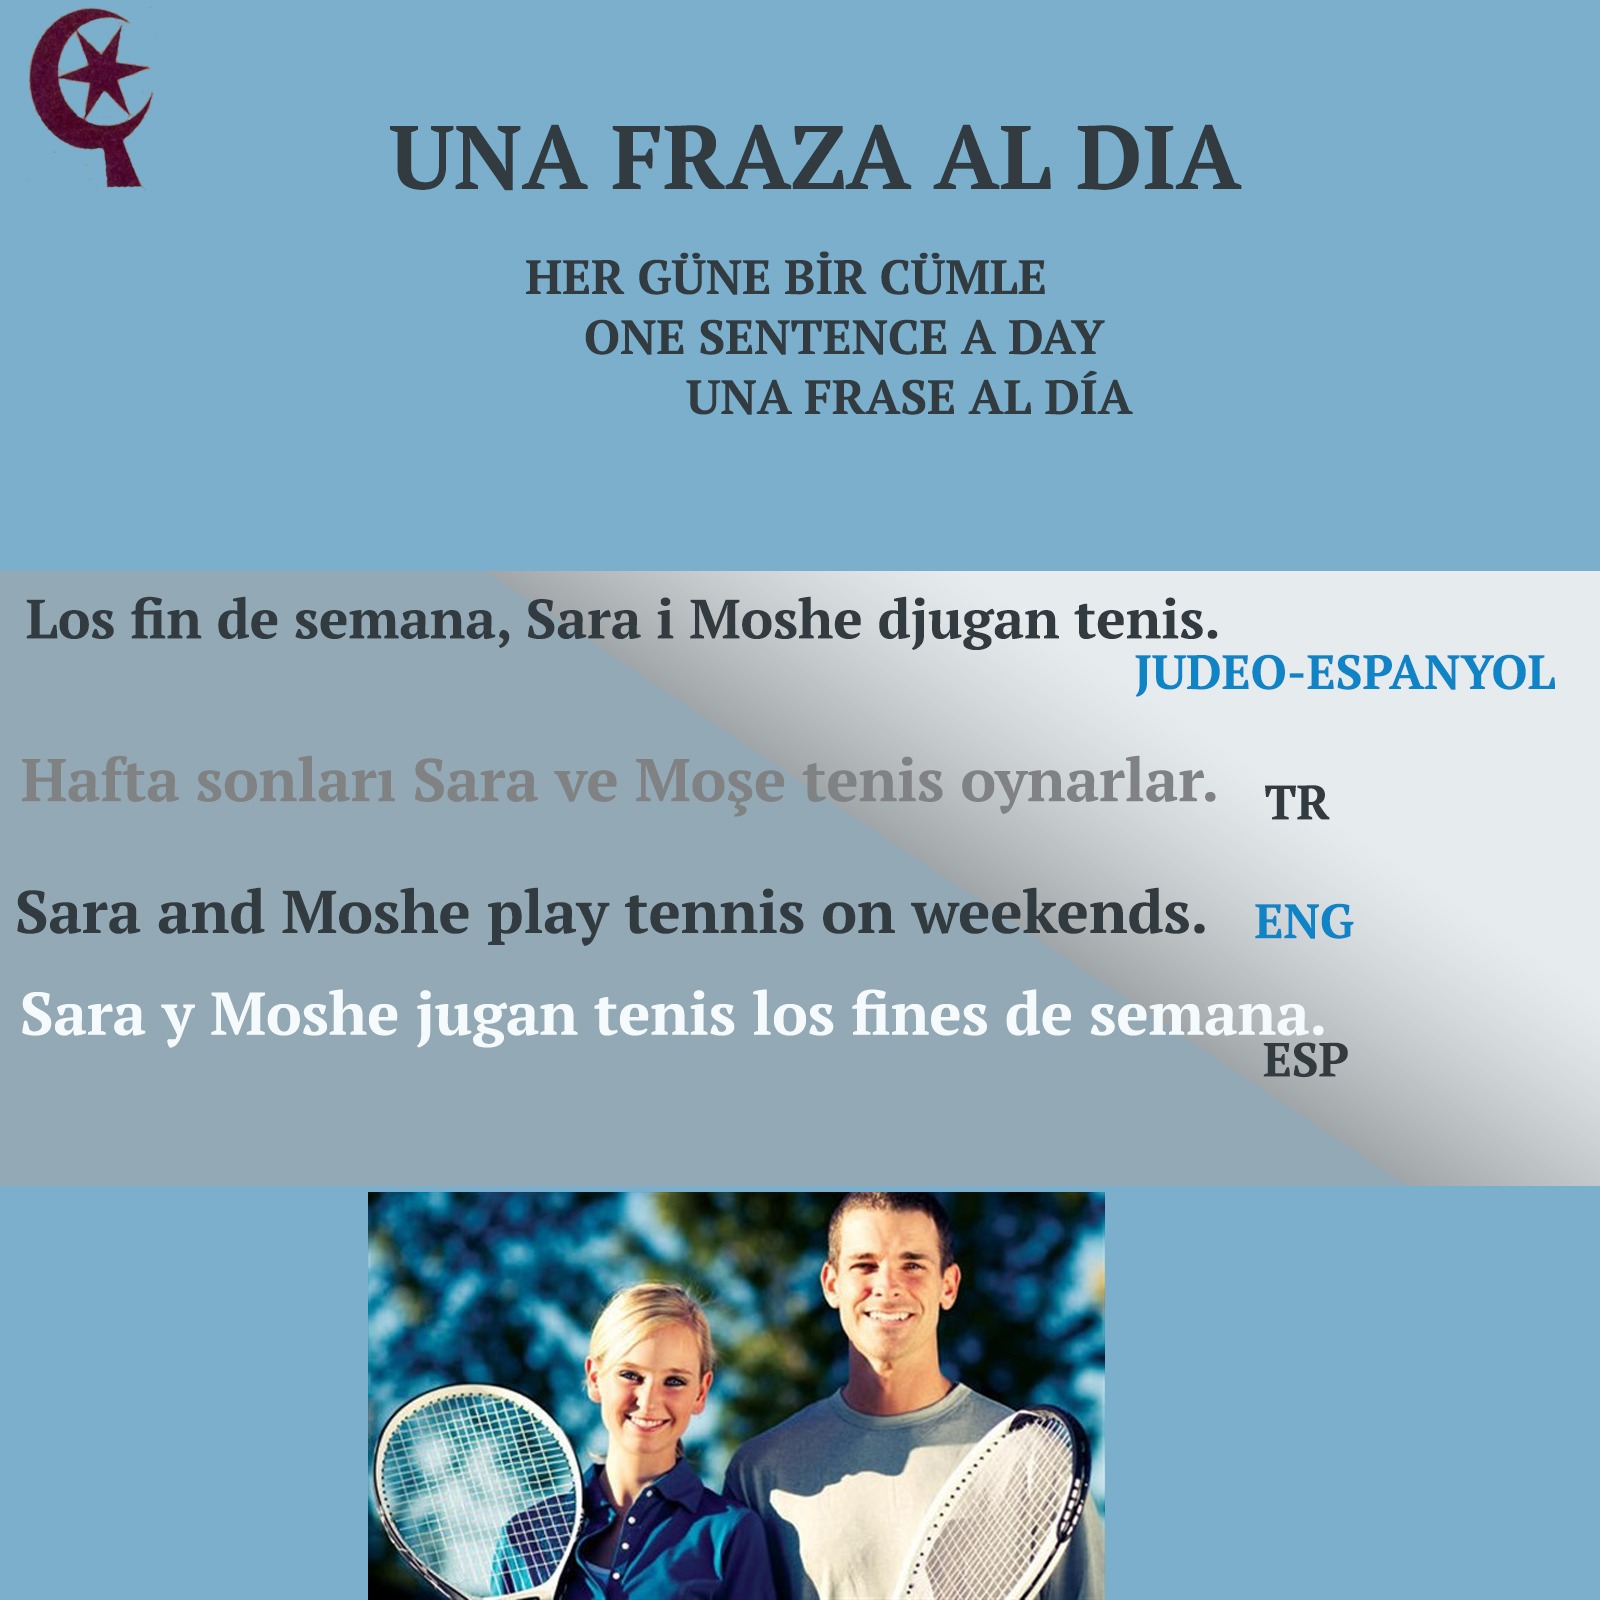 UNA FRAZA AL DIA
HER GÜNE BİR CÜMLE
ONE SENTENCE A DAY
UNA FRASE AL DÍA
Los fin de semana, Sara i Moshe djugan tenis.
JUDEO-ESPANYOL
Hafta sonları Sara ve Moşe tenis oynarlar.
TR
Sara and Moshe play tennis on weekends.
ENG
Sara y Moshe jugan tenis los fines de semana.
ESP